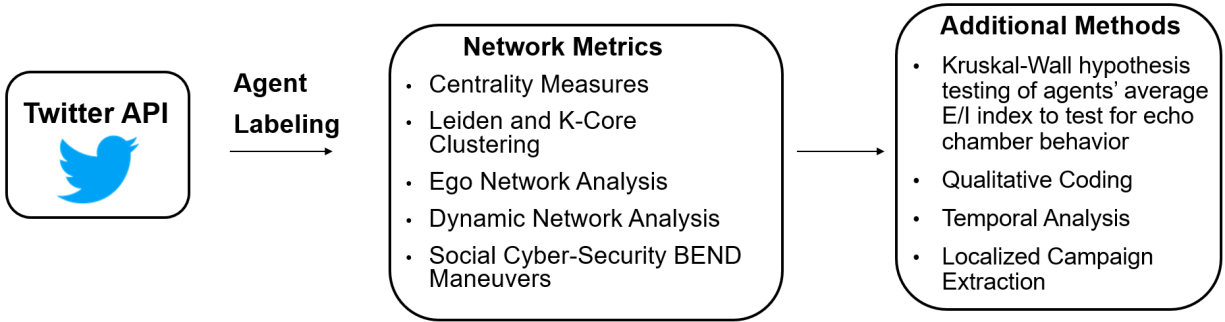 Twitter API
Agent
Labeling
Network Metrics
• Centrality Measures
• Leiden and K-Core
Clustering
• Ego Network Analysis
• Dynamic Network Analysis
• Social Cyber-Security BEND
Maneuvers
Additional Methods
• Kruskal-Wall hypothesis
testing of agents' average
E/I index to test for echo
chamber behavior
• Qualitative Coding
• Temporal Analysis
• Localized Campaign
Extraction